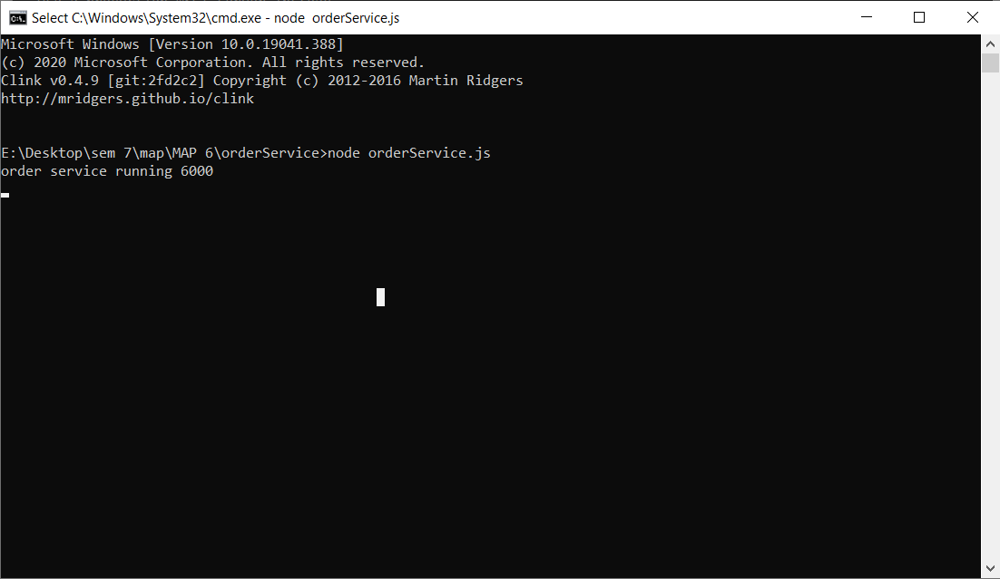 Select C:\Windows\System32\cmd.exe - node  orderService.js
Microsoft Windows [Version 10.0.19041.388]
(c) 2020 Microsoft Corporation. All rights reserved.
Clink v0.4.9 [git:2fd2c2] Copyright (c) 2012-2016 Martin Ridgers
http://mridgers.github.io/clink
E:\Desktop\sem 7\map\MAP 6\orderService>node orderService.js
order service running 6000